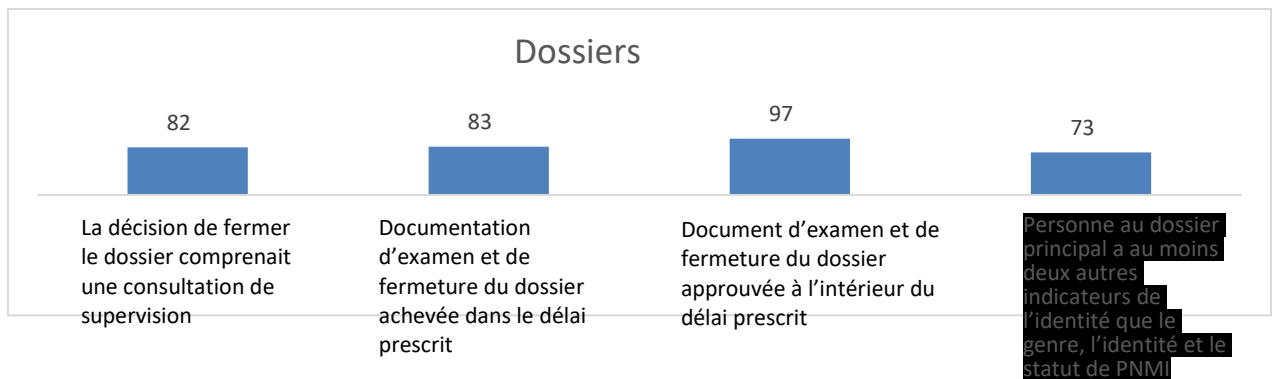 Dossiers
82
83
97
73
La décision de fermer
le dossier comprenait
une consultation de
supervision
Documentation
d’examen et de
fermeture du dossier
achevée dans le délai
prescrit
Document d’examen et de
fermeture du dossier
approuvée à l’intérieur du
délai prescrit
Personne au dossier
principal a au moins
deux autres
indicateurs de
l’identité que le
genre, l’identité et le
statut de PNMI